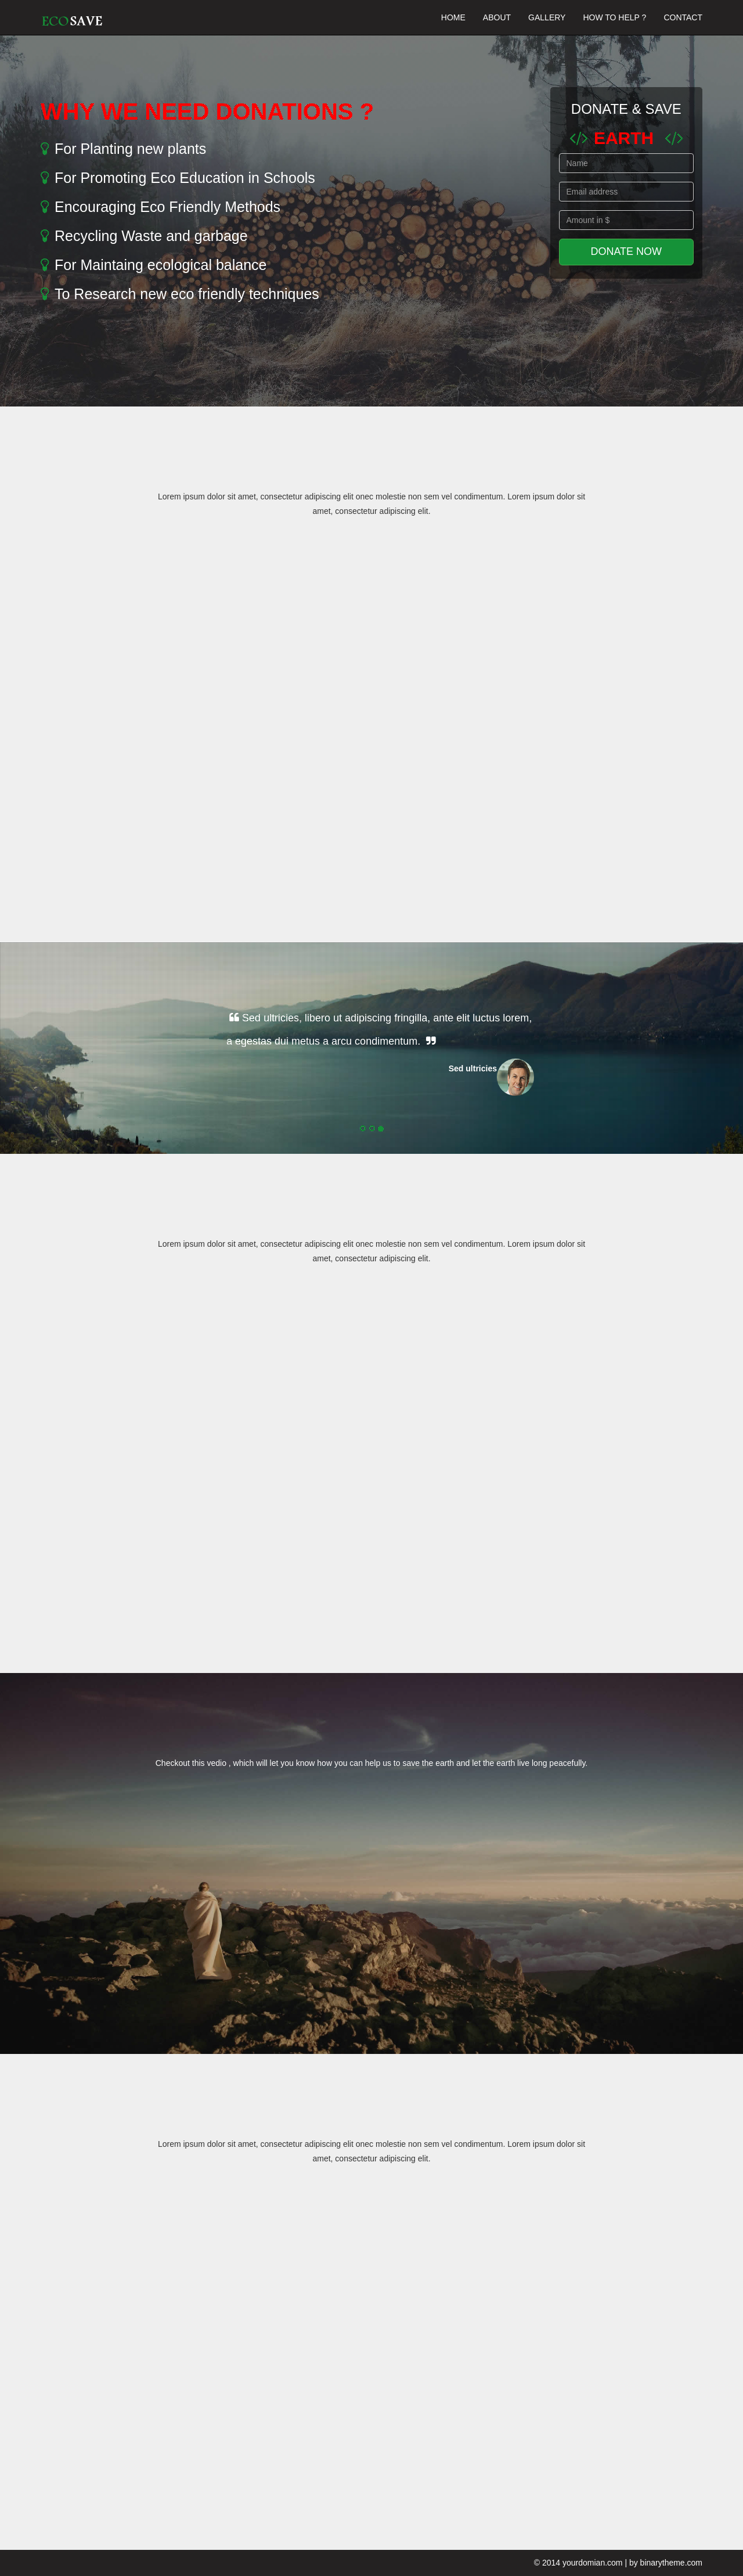 ECOSAVE
HOME ABOUT GALLERY HOW TO HELP ? CONTACT
WHY WE NEED DONATIONS ?
For Planting new plants
For Promoting Eco Education in Schools
Encouraging Eco Friendly Methods
Recycling Waste and garbage
For Maintaing ecological balance
To Research new eco friendly techniques
DONATE & SAVE
EARTH
Name
Email address
Amount in $
DONATE NOW
Lorem ipsum dolor sit amet, consectetur adipiscing elit onec molestie non sem vel condimentum. Lorem ipsum dolor sit
amet, consectetur adipiscing elit.
Sed ultricies, libero ut adipiscing fringilla, ante elit luctus lorem,
a egestas dui metus a arcu condimentum.
Sed ultricies
Lorem ipsum dolor sit amet, consectetur adipiscing elit onec molestie non sem vel condimentum. Lorem ipsum dolor sit
amet, consectetur adipiscing elit.
Checkout this vedio , which will let you know how you can help us to save the earth and let the earth live long peacefully.
Lorem ipsum dolor sit amet, consectetur adipiscing elit onec molestie non sem vel condimentum. Lorem ipsum dolor sit
amet, consectetur adipiscing elit.
© 2014 yourdomian.com | by binarytheme.com